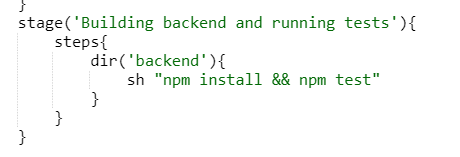 }
stage('Building backend and running tests'){
    steps{
        dir('backend'){
            sh "npm install && npm test"
        }
    }
}